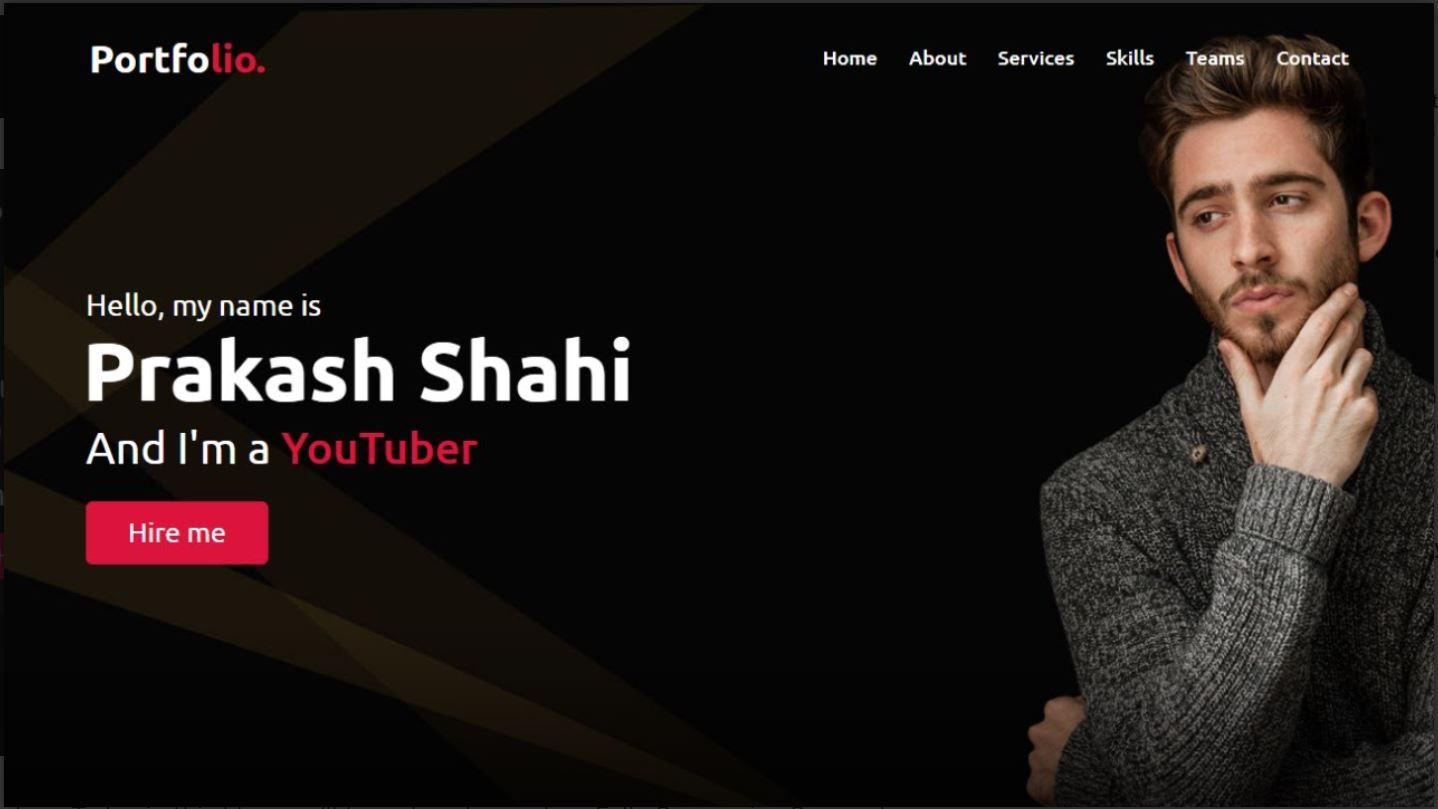 Portfolio.
Home About Services Skills Teams Contact
Hello, my name is
Prakash Shahi
And I'm a YouTuber
Hire me